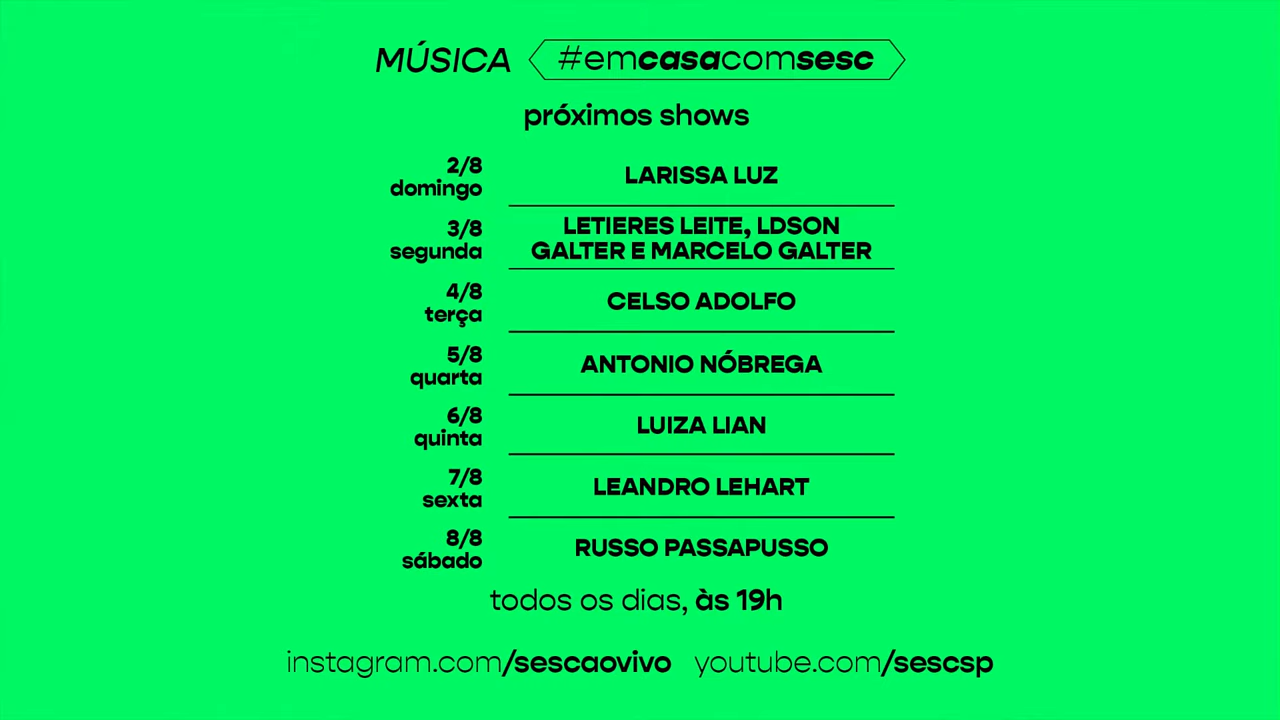 MÚSICA #emcasacomsesc
próximos shows
2/8
domingo
LARISSA LUZ
3/8
segunda
LETIERES LEITE, LDSON
GALTER E MARCELO GALTER
4/8
terça
CELSO ADOLFO
5/8
quarta
ANTONIO NÓBREGA
6/8
quinta
LUIZA LIAN
7/8
sexta
LEANDRO LEHART
8/8
sábado
RUSSO PASSAPUSSO
todos os dias, às 19h
instagram.com/sescaovivo youtube.com/sescsp